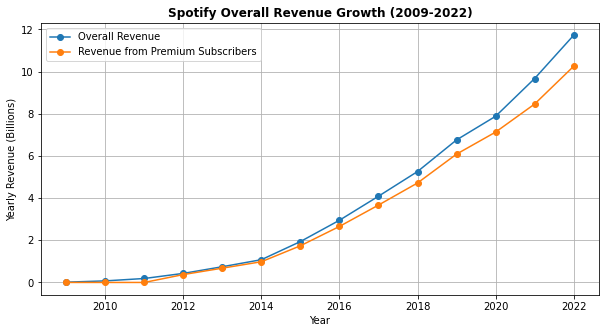 Spotify Overall Revenue Growth (2009-2022)
Overall Revenue
Revenue from Premium Subscribers
Yearly Revenue (Billions)
12
10
8
6
4
2
0
2010 2012 2014 2016 2018 2020 2022
Year